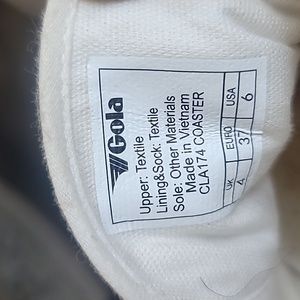 Gola
Upper: Textile
Lining&Sock: Textile
Sole: Other Materials
Made in Vietnam
CLA174 COASTER
UK EURO USA
4 37 6